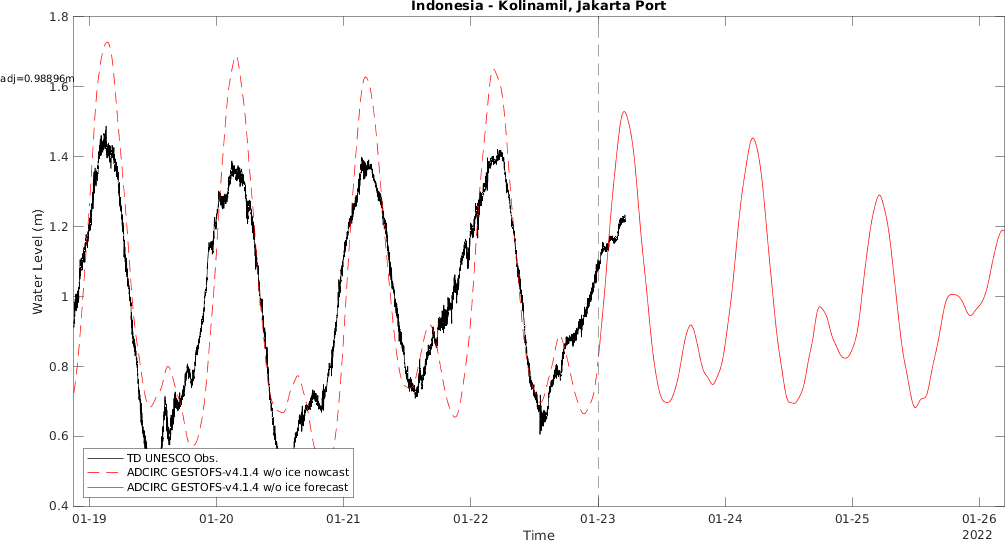 Indonesia - Kolinamil, Jakarta Port
adj=0.98896m
Water Level (m)
1.8
1.6
1.4
1.2
1
0.8
0.6
0.4
TD UNESCO Obs.
ADCIRC GESTOFS-v4.1.4 w/o ice nowcast
ADCIRC GESTOFS-v4.1.4 w/o ice forecast
01-19 01-20 01-21 01-22 01-23 01-24 01-25 01-26
Time 2022